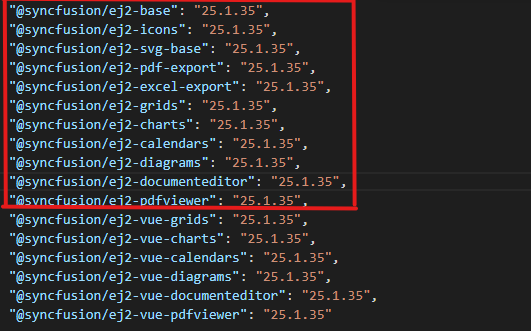 "@syncfusion/ej2-base": "25.1.35",
"@syncfusion/ej2-icons": "25.1.35",
"@syncfusion/ej2-svg-base": "25.1.35",
"@syncfusion/ej2-pdf-export": "25.1.35",
"@syncfusion/ej2-excel-export": "25.1.35",
"@syncfusion/ej2-grids": "25.1.35",
"@syncfusion/ej2-charts": "25.1.35",
"@syncfusion/ej2-calendars": "25.1.35",
"@syncfusion/ej2-diagrams": "25.1.35",
"@syncfusion/ej2-documenteditor": "25.1.35",
"@syncfusion/ej2-pdfviewer": "25.1.35",
"@syncfusion/ej2-vue-grids": "25.1.35",
"@syncfusion/ej2-vue-charts": "25.1.35",
"@syncfusion/ej2-vue-calendars": "25.1.35",
"@syncfusion/ej2-vue-diagrams": "25.1.35",
"@syncfusion/ej2-vue-documenteditor": "25.1.35",
"@syncfusion/ej2-vue-pdfviewer": "25.1.35"